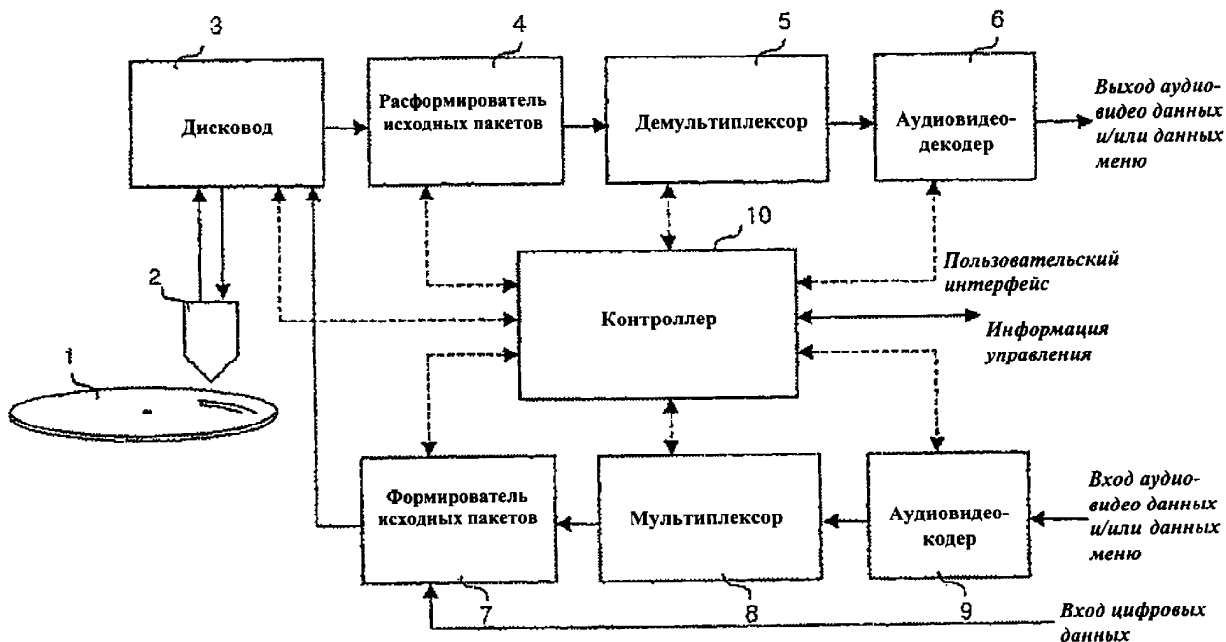 3
4
5
6
Дисковод
Расформирователь
исходных пакетов
Демультиплексор
Аудиовидео-
декодер
Выход аудио-
видео данных
и/или данных
меню
2
1
10
Контроллер
Пользовательский
интерфейс
Информация
управления
Формирователь
исходных пакетов
Мультиплексор
Аудиовидео-
кодер
Вход аудио-
видео данных
и/или данных
меню
7
8
9
Вход цифровых
данных